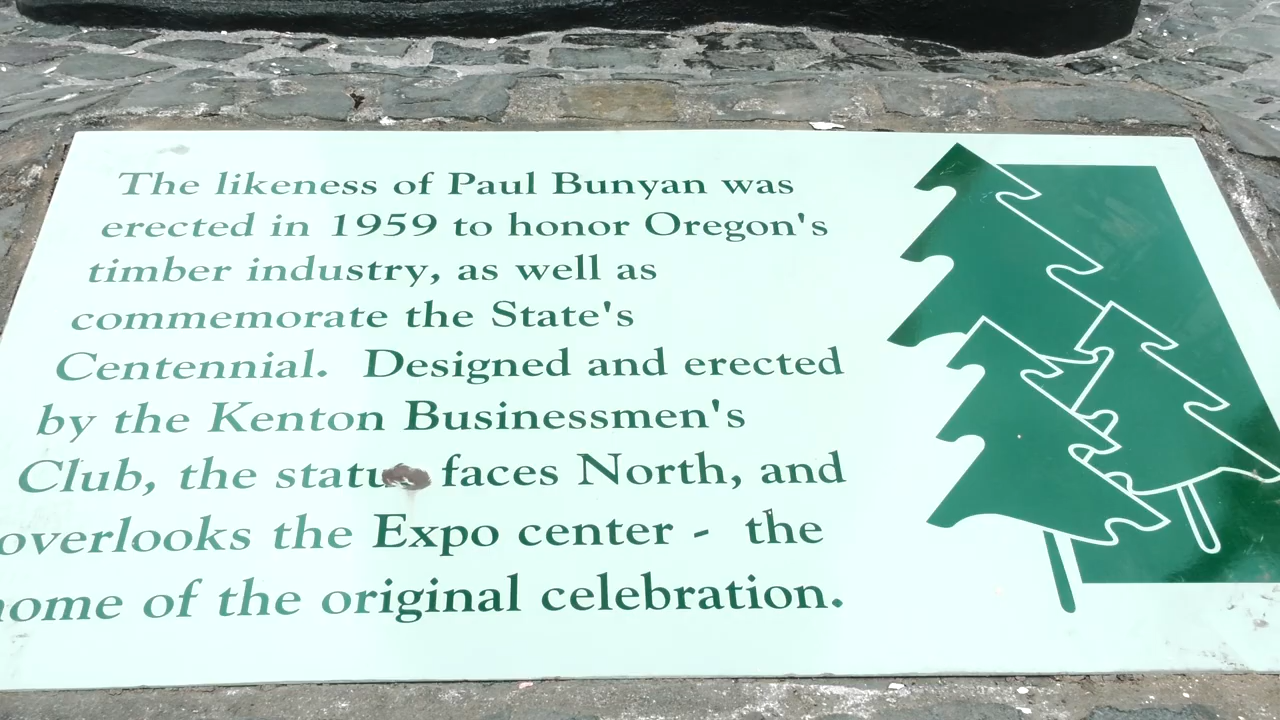 The likeness of Paul Bunyan was
erected in 1959 to honor Oregon's
timber industry, as well as
commemorate the State's
Centennial. Designed and erected
by the Kenton Businessmen's
Club, the statue faces North, and
overlooks the Expo center - the
home of the original celebration.